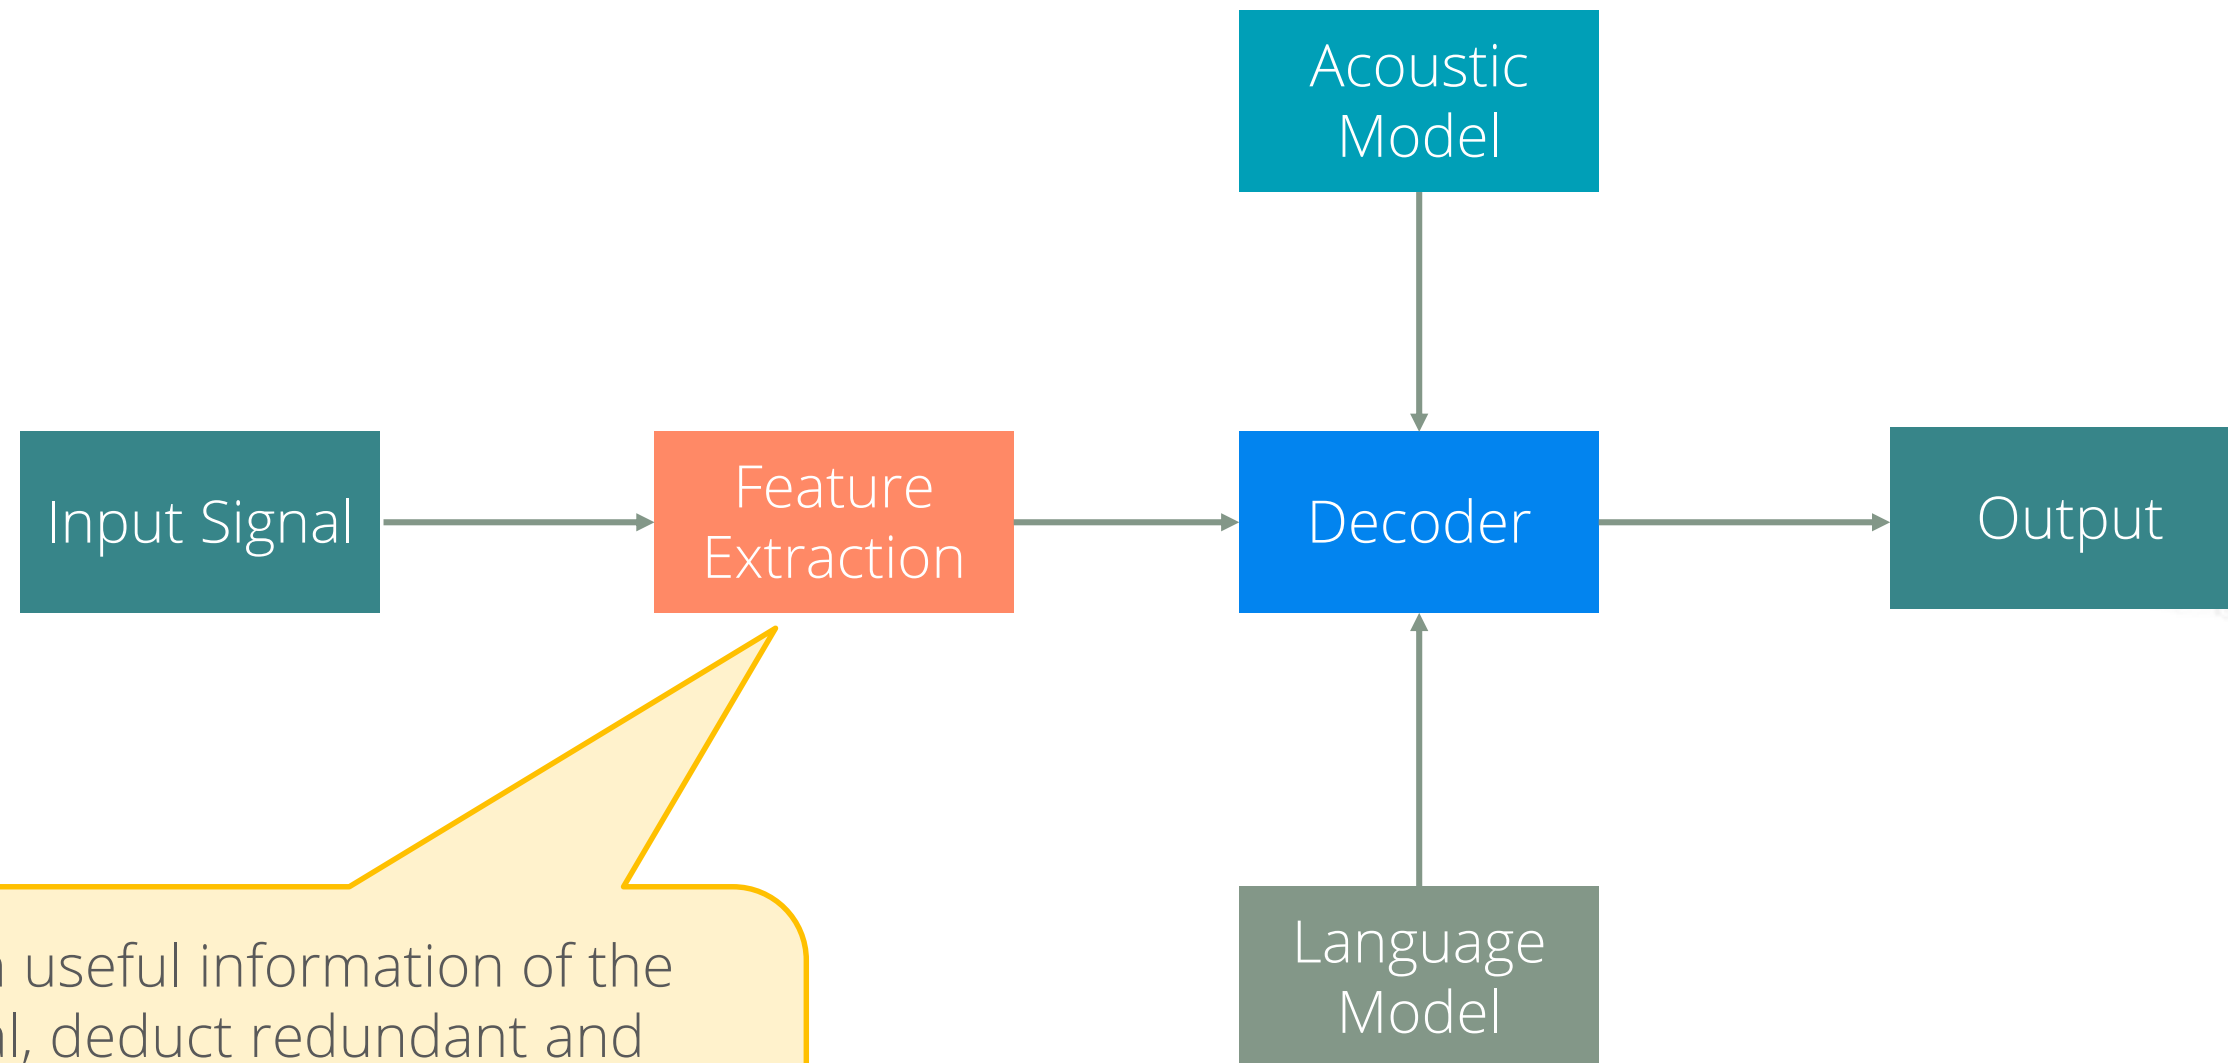 Acoustic
Model
Input Signal
Feature
Extraction
Decoder
Output
useful information of the
deduct redundant and
Language
Model